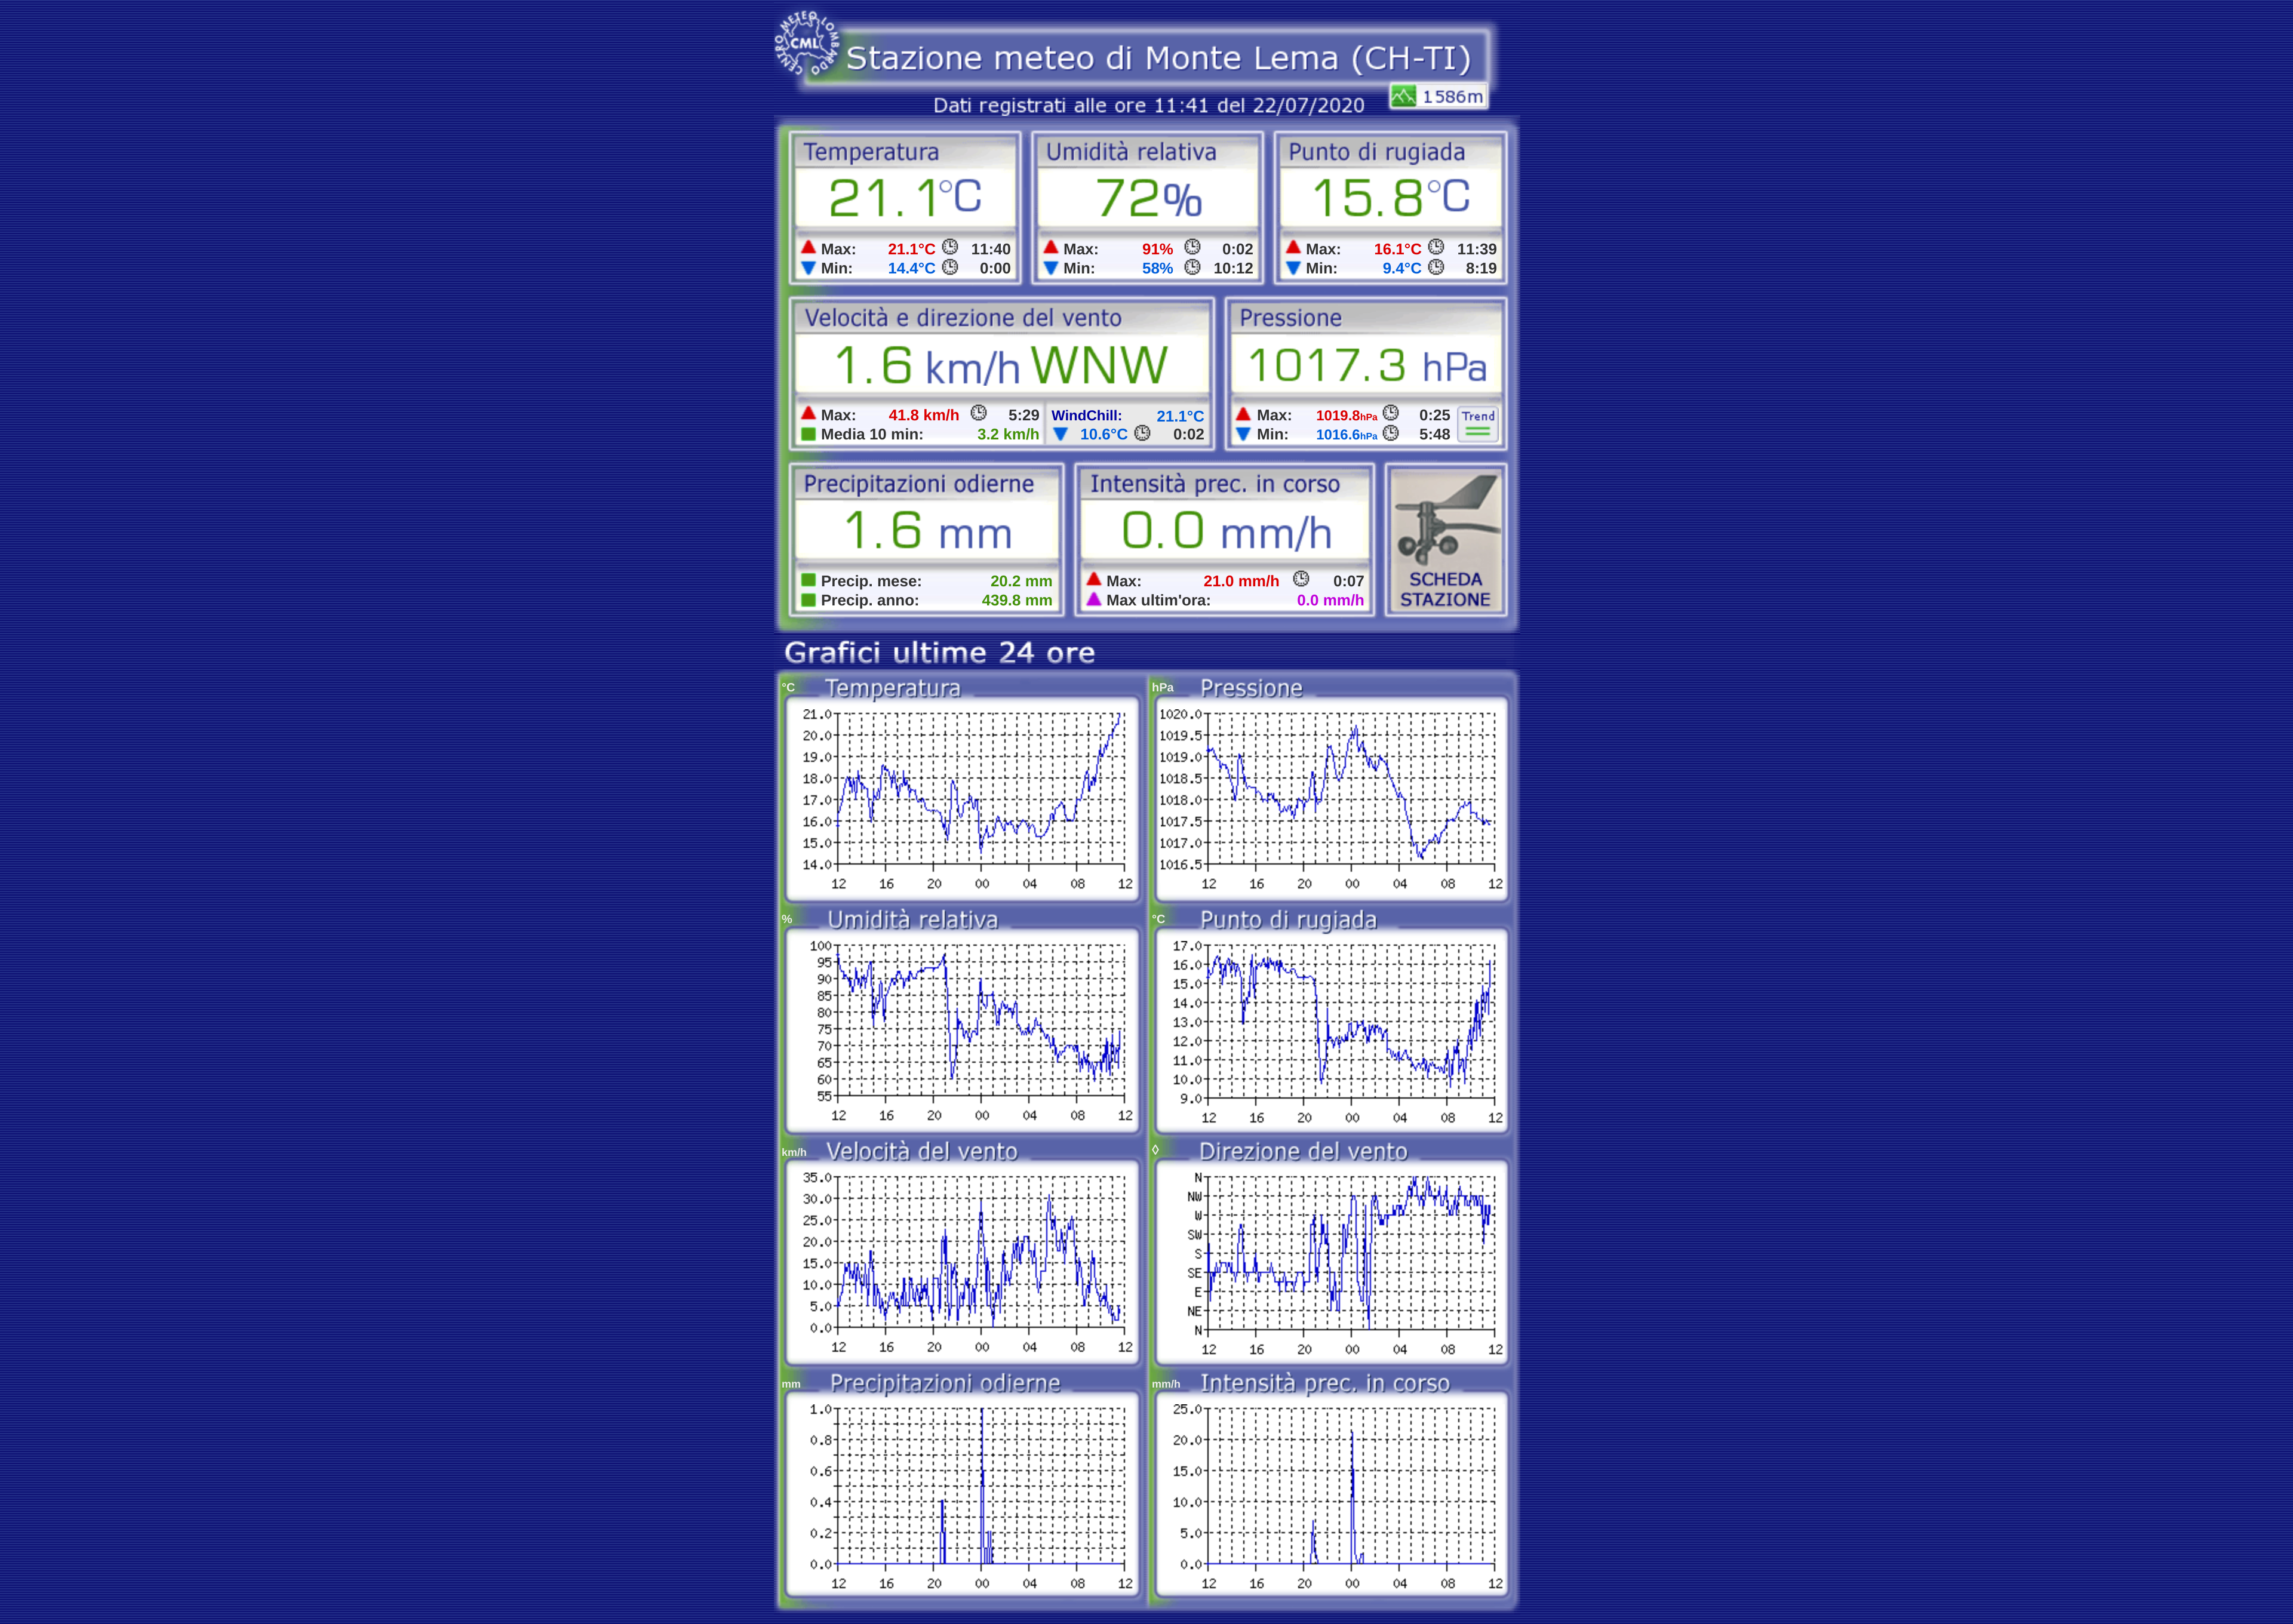 CENTRO METEO LOMBARDO
CML
Stazione meteo di Monte Lema (CH-TI)
1586m
Dati registrati alle ore 11:41 del 22/07/2020
Temperatura
21.1°C
Max: 21.1°C 11:40
Min: 14.4°C 0:00
Umidità relativa
72%
Max: 91% 0:02
Min: 58% 10:12
Punto di rugiada
15.8°C
Max: 16.1°C 11:39
Min: 9.4°C 8:19
Velocità e direzione del vento
1.6 km/h WNW
Max: 41.8 km/h 5:29
Media 10 min: 3.2 km/h
WindChill: 21.1°C
10.6°C 0:02
Pressione
1017.3 hPa
Max: 1019.8hPa 0:25
Min: 1016.6hPa 5:48
Trend
Precipitazioni odierne
1.6 mm
Precip. mese: 20.2 mm
Precip. anno: 439.8 mm
Intensità prec. in corso
0.0 mm/h
Max: 21.0 mm/h 0:07
Max ultim'ora: 0.0 mm/h
SCHEDA
STAZIONE
Grafici ultime 24 ore
°C Temperatura
21.0
20.0
19.0
18.0
17.0
16.0
15.0
14.0
12 16 20 00 04 08 12
hPa Pressione
1020.0
1019.5
1019.0
1018.5
1018.0
1017.5
1017.0
1016.5
12 16 20 00 04 08 12
% Umidità relativa
100
95
90
85
80
75
70
65
60
55
12 16 20 00 04 08 12
°C Punto di rugiada
17.0
16.0
15.0
14.0
13.0
12.0
11.0
10.0
9.0
12 16 20 00 04 08 12
km/h Velocità del vento
35.0
30.0
25.0
20.0
15.0
10.0
5.0
0.0
12 16 20 00 04 08 12
◊ Direzione del vento
N
NW
W
SW
S
SE
E
NE
N
12 16 20 00 04 08 12
mm Precipitazioni odierne
1.0
0.8
0.6
0.4
0.2
0.0
12 16 20 00 04 08 12
mm/h Intensità prec. in corso
25.0
20.0
15.0
10.0
5.0
0.0
12 16 20 00 04 08 12